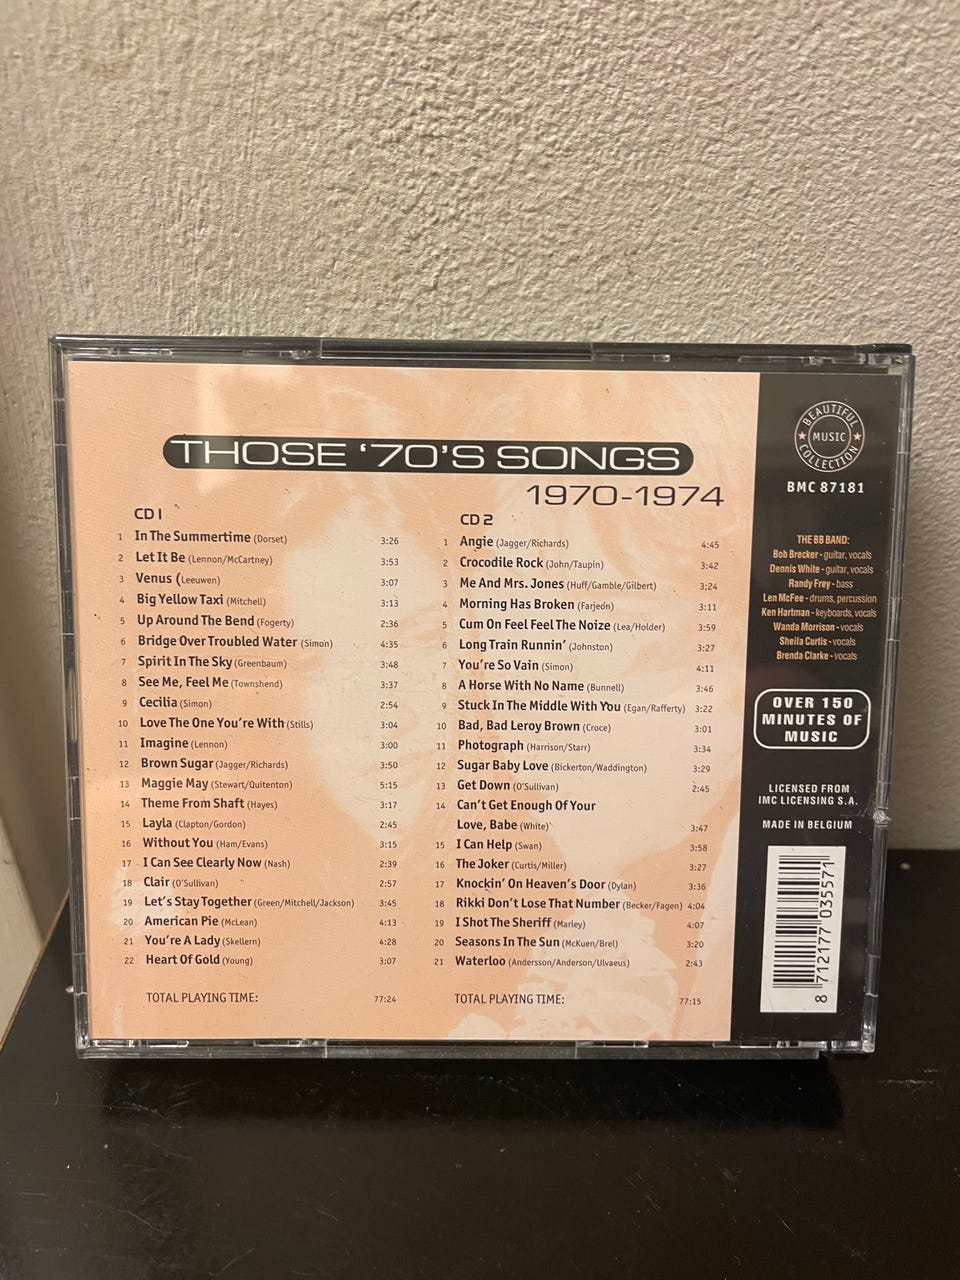 THOSE '70'S SONGS
1970-1974
CD 1
1 In The Summertime (Dorset) 3:26
2 Let It Be (Lennon/McCartney) 3:53
3 Venus (Leeuwen) 3:07
4 Big Yellow Taxi (Mitchell) 3:13
5 Up Around The Bend (Fogerty) 2:36
6 Bridge Over Troubled Water (Simon) 4:35
7 Spirit In The Sky (Greenbaum) 3:48
8 See Me, Feel Me (Townshend) 3:37
9 Cecilia (Simon) 2:54
10 Love The One You're With (Stills) 3:04
11 Imagine (Lennon) 3:00
12 Brown Sugar (Jagger/Richards) 3:50
13 Maggie May (Stewart/Quitenton) 5:15
14 Theme From Shaft (Hayes) 3:17
15 Layla (Clapton/Gordon) 2:45
16 Without You (Ham/Evans) 3:15
17 I Can See Clearly Now (Nash) 2:39
18 Clair (O'Sullivan) 2:57
19 Let's Stay Together (Green/Mitchell/Jackson) 3:45
20 American Pie (McLean) 4:13
21 You're A Lady (Skellern) 4:28
22 Heart Of Gold (Young) 3:07
TOTAL PLAYING TIME: 77:24
CD 2
1 Angie (Jagger/Richards) 4:45
2 Crocodile Rock (John/Taupin) 3:42
3 Me And Mrs. Jones (Huff/Gamble/Gilbert) 3:24
4 Morning Has Broken (Farjeon) 3:11
5 Cum On Feel Feel The Noize (Lea/Holder) 3:59
6 Long Train Runnin' (Johnston) 3:27
7 You're So Vain (Simon) 4:11
8 A Horse With No Name (Bunnell) 3:46
9 Stuck In The Middle With You (Egan/Rafferty) 3:22
10 Bad, Bad Leroy Brown (Croce) 3:01
11 Photograph (Harrison/Starr) 3:34
12 Sugar Baby Love (Bickerton/Waddington) 3:29
13 Get Down (O'Sullivan) 2:45
14 Can't Get Enough Of Your
Love, Babe (White) 3:47
15 I Can Help (Swan) 3:58
16 The Joker (Curtis/Miller) 3:27
17 Knockin' On Heaven's Door (Dylan) 3:36
18 Rikki Don't Lose That Number (Becker/Fagen) 4:04
19 I Shot The Sheriff (Marley) 4:07
20 Seasons In The Sun (McKuen/Brel) 3:20
21 Waterloo (Andersson/Anderson/Ulvaeus) 2:43
TOTAL PLAYING TIME: 77:15
BEAUTIFUL
MUSIC
COLLECTION
BMC 87181
THE BB BAND:
Bob Brecker - guitar, vocals
Dennis White - guitar, vocals
Randy Frey - bass
Len McFee - drums, percussion
Ken Hartman - keyboards, vocals
Wanda Morrison - vocals
Sheila Curtis - vocals
Brenda Clarke - vocals
OVER 150
MINUTES OF
MUSIC
LICENSED FROM
IMC LICENSING S.A.
MADE IN BELGIUM
8 712177 035571